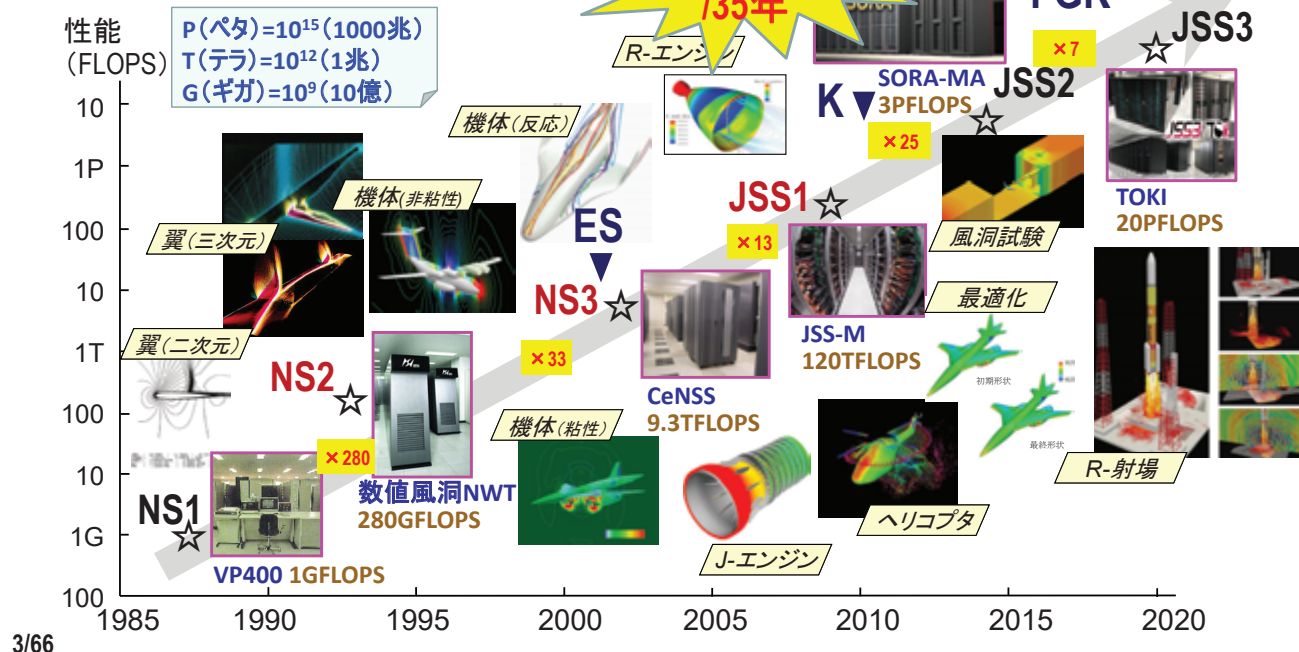 /35年
性能
(FLOPS)
P(ペタ)=10¹⁵(1000兆)
T(テラ)=10¹²(1兆)
G(ギガ)=10⁹(10億)
R-エンジン
SORA-MA
3PFLOPS
×7
JSS3
JSS2
K
×25
TOKI
20PFLOPS
機体(反応)
機体(非粘性)
翼(三次元)
翼(二次元)
ES
JSS1
×13
風洞試験
NS3
最適化
JSS-M
120TFLOPS
初期形状
最終形状
×33
NS2
CeNSS
9.3TFLOPS
機体(粘性)
×280
数値風洞NWT
280GFLOPS
R-射場
ヘリコプタ
J-エンジン
NS1
VP400 1GFLOPS
10
1P
100
10
1T
100
10
1G
100
1985 1990 1995 2000 2005 2010 2015 2020
3/66